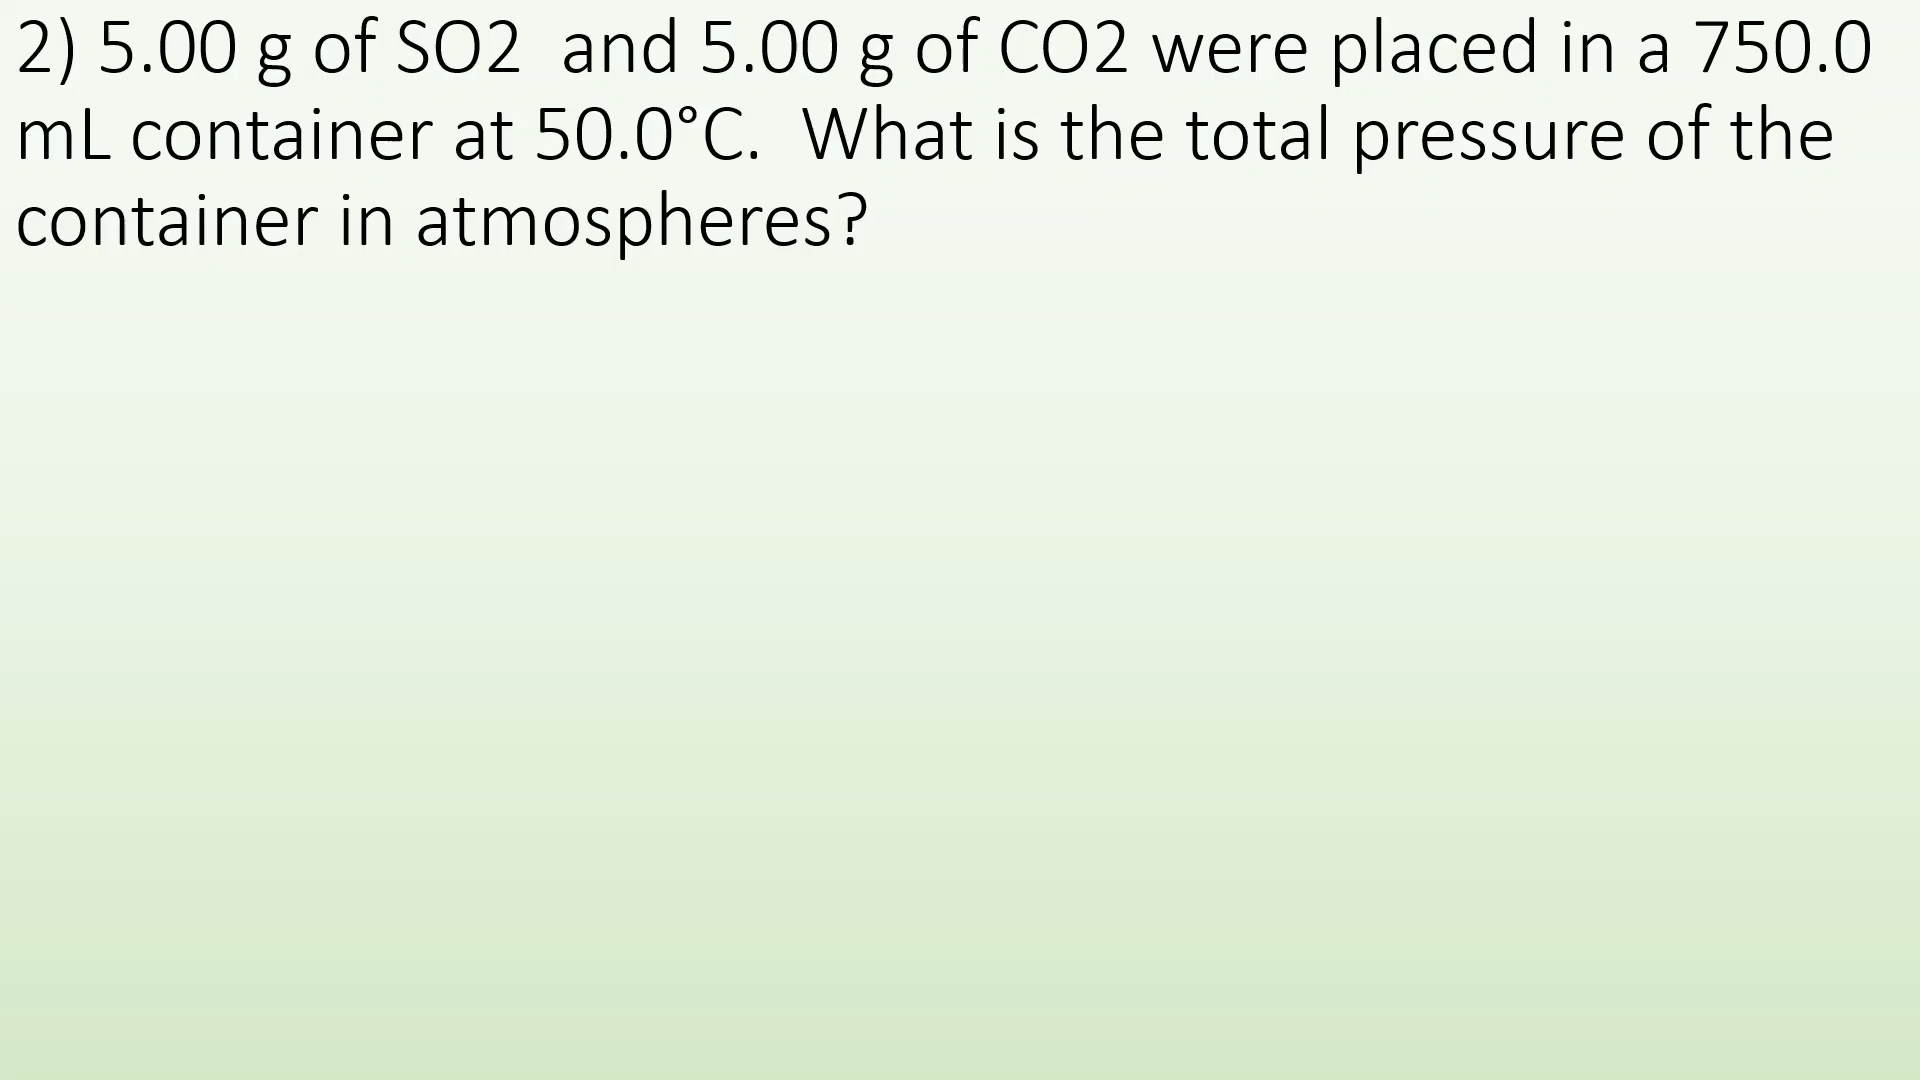 2) 5.00 g of SO2  and 5.00 g of CO2 were placed in a 750.0
mL container at 50.0°C.  What is the total pressure of the
container in atmospheres?